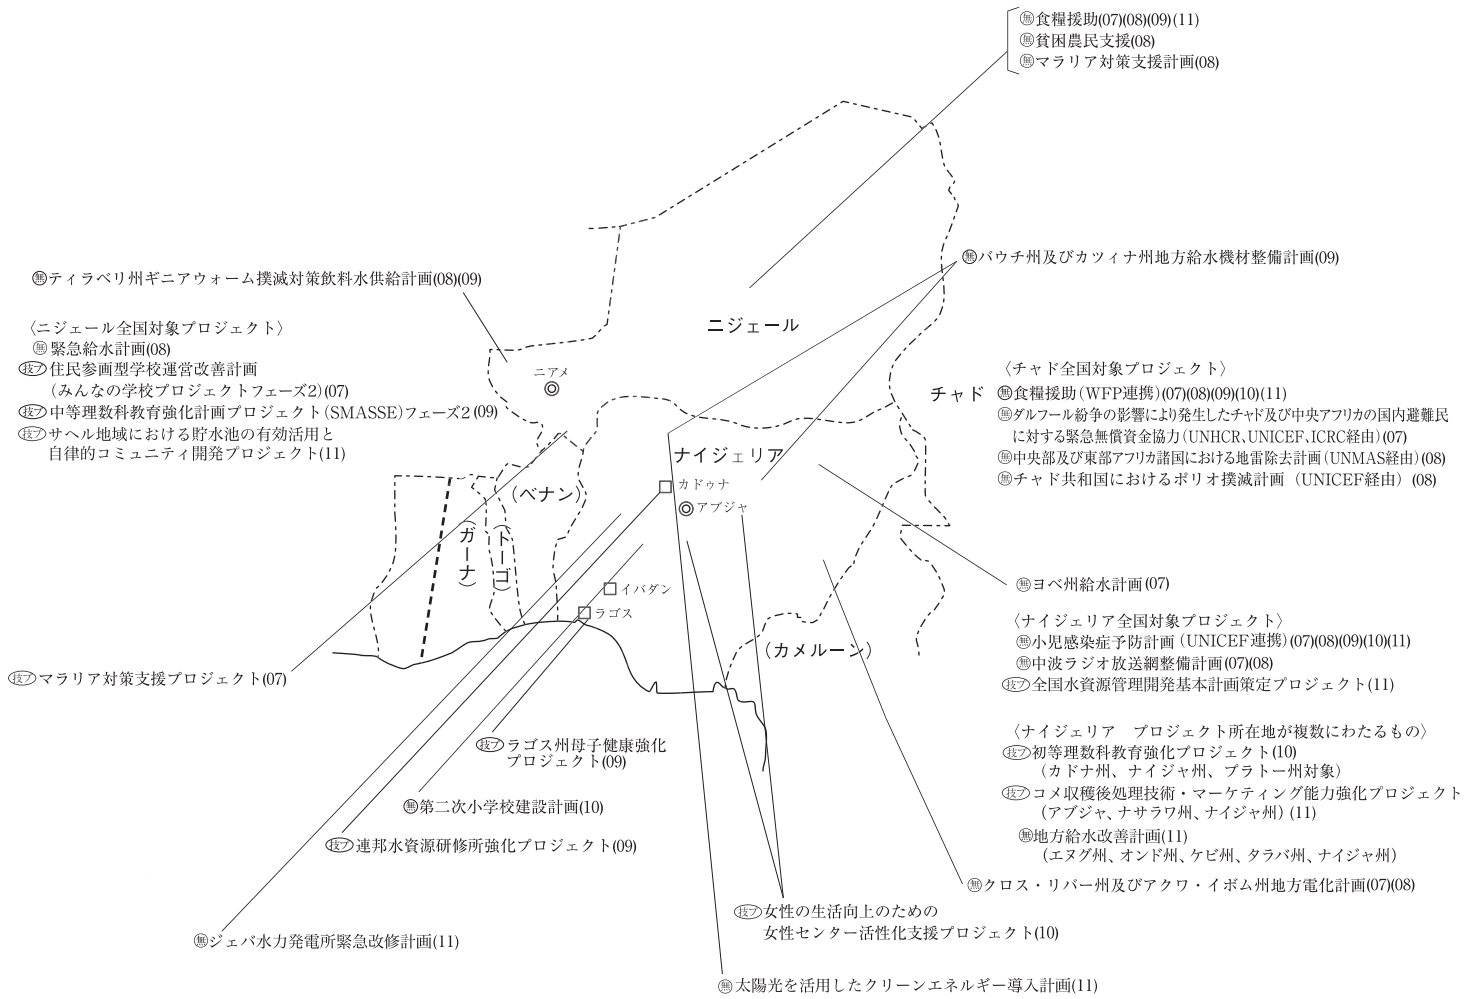 ㊟食糧援助(07)(08)(09)(11)
㊟貧困農民支援(08)
㊟マラリア対策支援計画(08)
無バウチ州及びカツィナ州地方給水機材整備計画(09)
無ティラベリ州ギニアウォーム撲滅対策飲料水供給計画(08)(09)
〈ニジェール全国対象プロジェクト〉
無緊急給水計画(08)
技プ住民参画型学校運営改善計画
(みんなの学校プロジェクトフェーズ2)(07)
技プ中等理数科教育強化計画プロジェクト(SMASSE)フェーズ2(09)
技プサヘル地域における貯水池の有効活用と
自律的コミュニティ開発プロジェクト(11)
ニジェール
ニアメ
チャド
〈チャド全国対象プロジェクト〉
無食糧援助(WFP連携)(07)(08)(09)(10)(11)
無ダルフール紛争の影響により発生したチャド及び中央アフリカの国内避難民
に対する緊急無償資金協力(UNHCR、UNICEF、ICRC経由)(07)
無中央部及び東部アフリカ諸国における地雷除去計画(UNMAS経由)(08)
無チャド共和国におけるポリオ撲滅計画(UNICEF経由)(08)
ナイジェリア
カドゥナ
アブジャ
イバダン
ラゴス
(ベナン)
(ガーナ)
(トーゴ)
(カメルーン)
無ヨベ州給水計画(07)
〈ナイジェリア全国対象プロジェクト〉
無小児感染症予防計画(UNICEF連携)(07)(08)(09)(10)(11)
無中波ラジオ放送網整備計画(07)(08)
技プ全国水資源管理開発基本計画策定プロジェクト(11)
〈ナイジェリア　プロジェクト所在地が複数にわたるもの〉
技プ初等理数科教育強化プロジェクト(10)
(カドナ州、ナイジャ州、プラトー州対象)
技プコメ収穫後処理技術・マーケティング能力強化プロジェクト
(アブジャ、ナサラワ州、ナイジャ州)(11)
無地方給水改善計画(11)
(エヌグ州、オンド州、ケビ州、タラバ州、ナイジャ州)
無クロス・リバー州及びアクワ・イボム州地方電化計画(07)(08)
技プマラリア対策支援プロジェクト(07)
技プラゴス州母子健康強化
プロジェクト(09)
無第二次小学校建設計画(10)
技プ連邦水資源研修所強化プロジェクト(09)
無ジェバ水力発電所緊急改修計画(11)
技プ女性の生活向上のための
女性センター活性化支援プロジェクト(10)
無太陽光を活用したクリーンエネルギー導入計画(11)